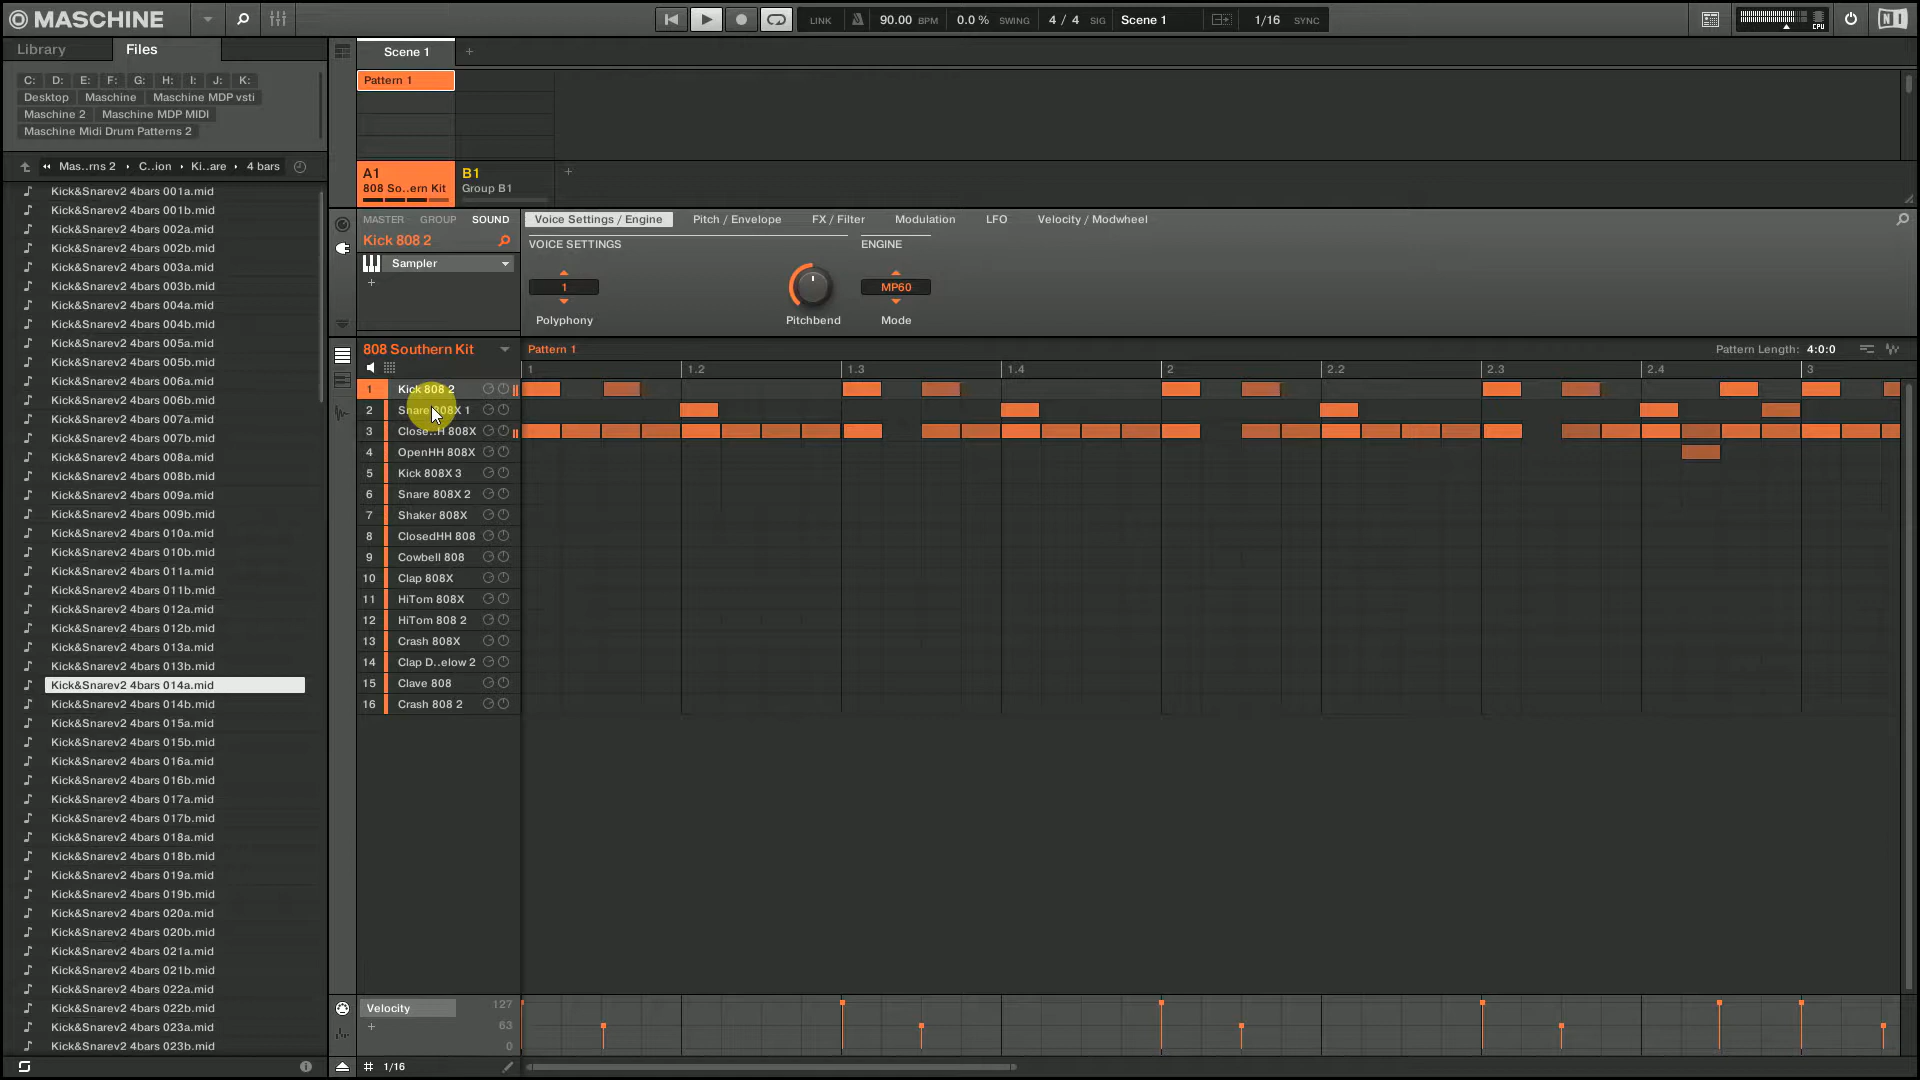 MASCHINE
LINK 90.00 BPM 0.0 % SWING 4 / 4 SIG Scene 1 1/16 SYNC
CPU
Library Files
C: D: E: F: G: H: I: J: K:
Desktop Maschine Maschine MDP vsti
Maschine 2 Maschine MDP MIDI
Maschine Midi Drum Patterns 2
Mas..rns 2 C..ion Ki..are 4 bars
Kick&Snarev2 4bars 001a.mid
Kick&Snarev2 4bars 001b.mid
Kick&Snarev2 4bars 002a.mid
Kick&Snarev2 4bars 002b.mid
Kick&Snarev2 4bars 003a.mid
Kick&Snarev2 4bars 003b.mid
Kick&Snarev2 4bars 004a.mid
Kick&Snarev2 4bars 004b.mid
Kick&Snarev2 4bars 005a.mid
Kick&Snarev2 4bars 005b.mid
Kick&Snarev2 4bars 006a.mid
Kick&Snarev2 4bars 006b.mid
Kick&Snarev2 4bars 007a.mid
Kick&Snarev2 4bars 007b.mid
Kick&Snarev2 4bars 008a.mid
Kick&Snarev2 4bars 008b.mid
Kick&Snarev2 4bars 009a.mid
Kick&Snarev2 4bars 009b.mid
Kick&Snarev2 4bars 010a.mid
Kick&Snarev2 4bars 010b.mid
Kick&Snarev2 4bars 011a.mid
Kick&Snarev2 4bars 011b.mid
Kick&Snarev2 4bars 012a.mid
Kick&Snarev2 4bars 012b.mid
Kick&Snarev2 4bars 013a.mid
Kick&Snarev2 4bars 013b.mid
Kick&Snarev2 4bars 014a.mid
Kick&Snarev2 4bars 014b.mid
Kick&Snarev2 4bars 015a.mid
Kick&Snarev2 4bars 015b.mid
Kick&Snarev2 4bars 016a.mid
Kick&Snarev2 4bars 016b.mid
Kick&Snarev2 4bars 017a.mid
Kick&Snarev2 4bars 017b.mid
Kick&Snarev2 4bars 018a.mid
Kick&Snarev2 4bars 018b.mid
Kick&Snarev2 4bars 019a.mid
Kick&Snarev2 4bars 019b.mid
Kick&Snarev2 4bars 020a.mid
Kick&Snarev2 4bars 020b.mid
Kick&Snarev2 4bars 021a.mid
Kick&Snarev2 4bars 021b.mid
Kick&Snarev2 4bars 022a.mid
Kick&Snarev2 4bars 022b.mid
Kick&Snarev2 4bars 023a.mid
Kick&Snarev2 4bars 023b.mid
Scene 1
Pattern 1
A1 B1
808 So..ern Kit Group B1
MASTER GROUP SOUND
Kick 808 2
Sampler
Voice Settings / Engine Pitch / Envelope FX / Filter Modulation LFO Velocity / Modwheel
VOICE SETTINGS ENGINE
1 MP60
Polyphony Pitchbend Mode
808 Southern Kit Pattern 1 Pattern Length: 4:0:0
1 1.2 1.3 1.4 2 2.2 2.3 2.4 3
1 Kick 808 2
2 Snare 808X 1
3 Close..H 808X
4 OpenHH 808X
5 Kick 808X 3
6 Snare 808X 2
7 Shaker 808X
8 ClosedHH 808
9 Cowbell 808
10 Clap 808X
11 HiTom 808X
12 HiTom 808 2
13 Crash 808X
14 Clap D..elow 2
15 Clave 808
16 Crash 808 2
Velocity 127
63
0
1/16